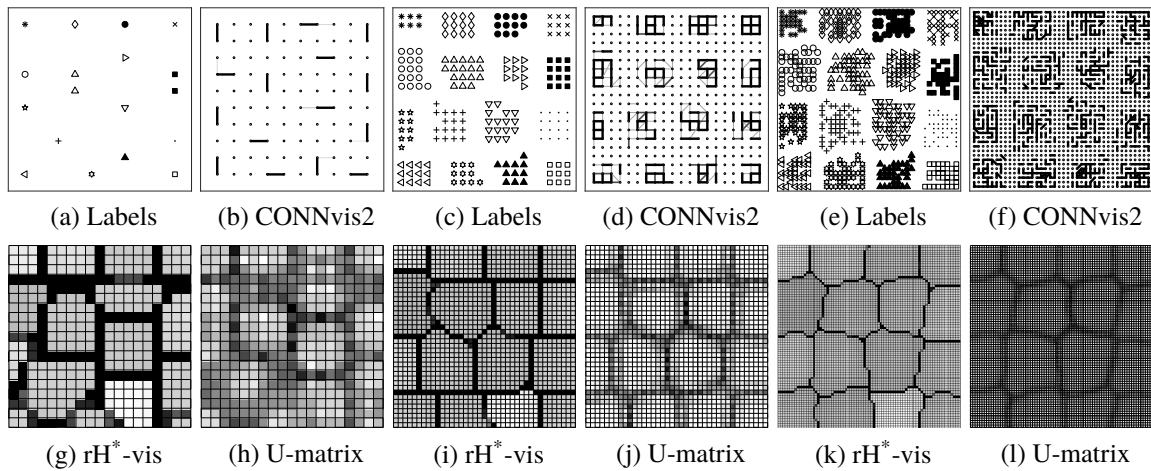 (a) Labels
(b) CONNvis2
(c) Labels
(d) CONNvis2
(e) Labels
(f) CONNvis2
(g) rH*-vis
(h) U-matrix
(i) rH*-vis
(j) U-matrix
(k) rH*-vis
(l) U-matrix